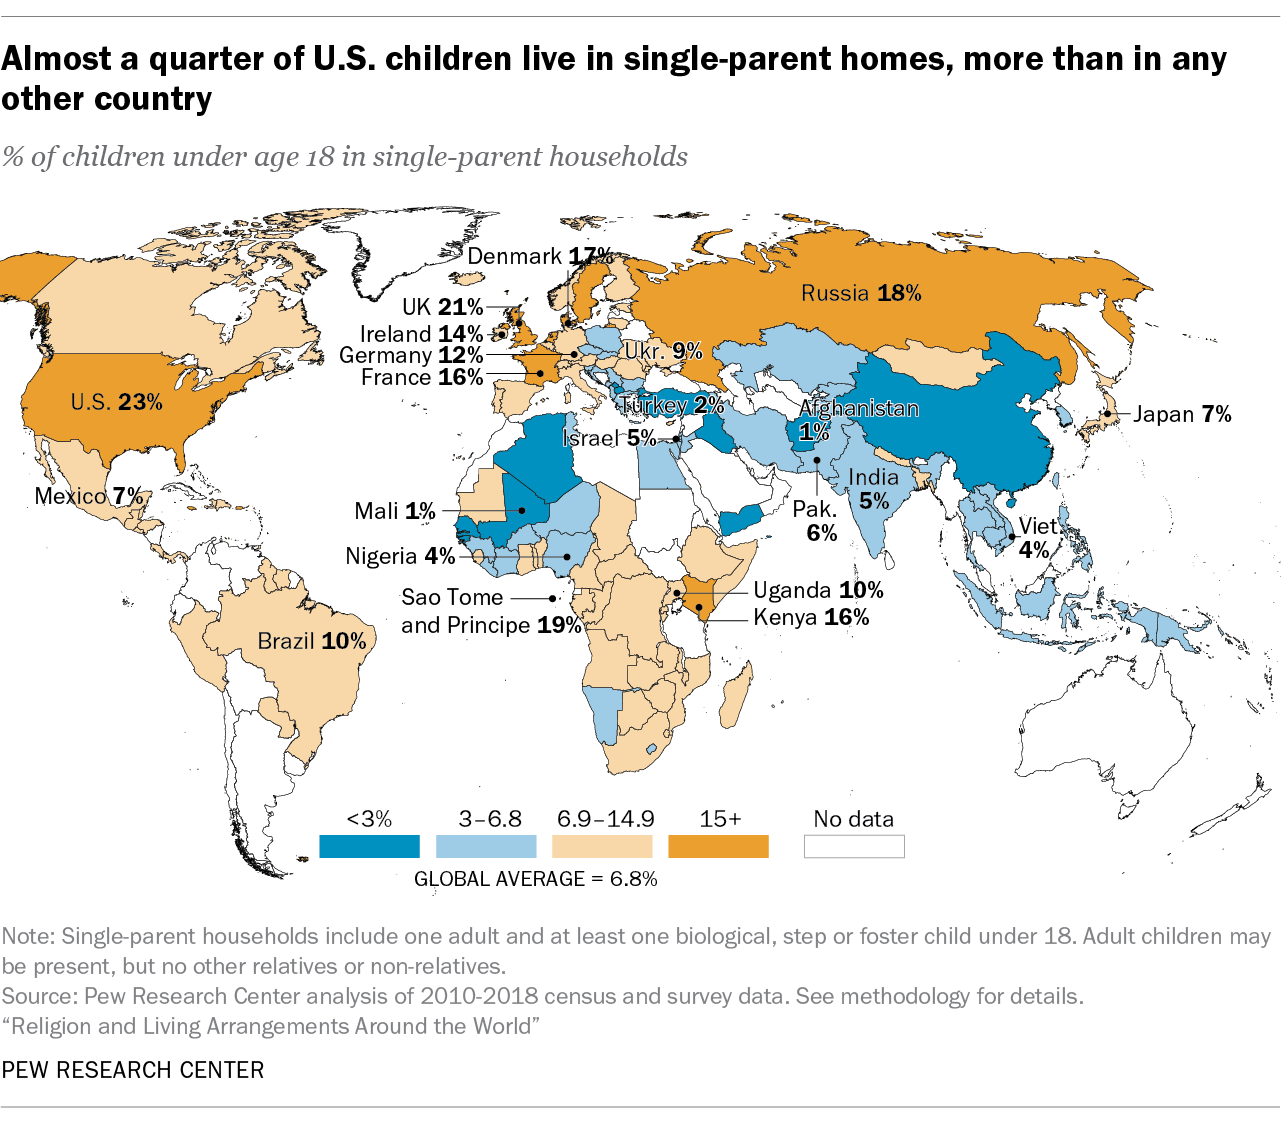 Almost a quarter of U.S. children live in single-parent homes, more than in any
other country
% of children under age 18 in single-parent households
Denmark 17%
UK 21%
Ireland 14%
Germany 12%
France 16%
Russia 18%
Ukr. 9%
U.S. 23%
Turkey 2%
Afghanistan
1%
Japan 7%
Israel 5%
India
5%
Mexico 7%
Mali 1%
Pak.
6%
Viet.
4%
Nigeria 4%
Uganda 10%
Kenya 16%
Sao Tome
and Principe 19%
Brazil 10%
<3%
3–6.8
6.9–14.9
15+
No data
GLOBAL AVERAGE = 6.8%
Note: Single-parent households include one adult and at least one biological, step or foster child under 18. Adult children may
be present, but no other relatives or non-relatives.
Source: Pew Research Center analysis of 2010-2018 census and survey data. See methodology for details.
“Religion and Living Arrangements Around the World”
PEW RESEARCH CENTER